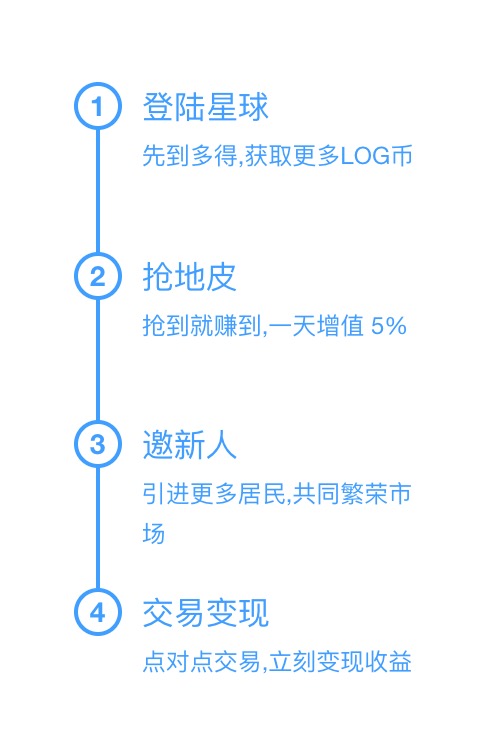 1 登陆星球
先到多得,获取更多LOG币
2 抢地皮
抢到就赚到,一天增值 5%
3 邀新人
引进更多居民,共同繁荣市
场
4 交易变现
点对点交易,立刻变现收益